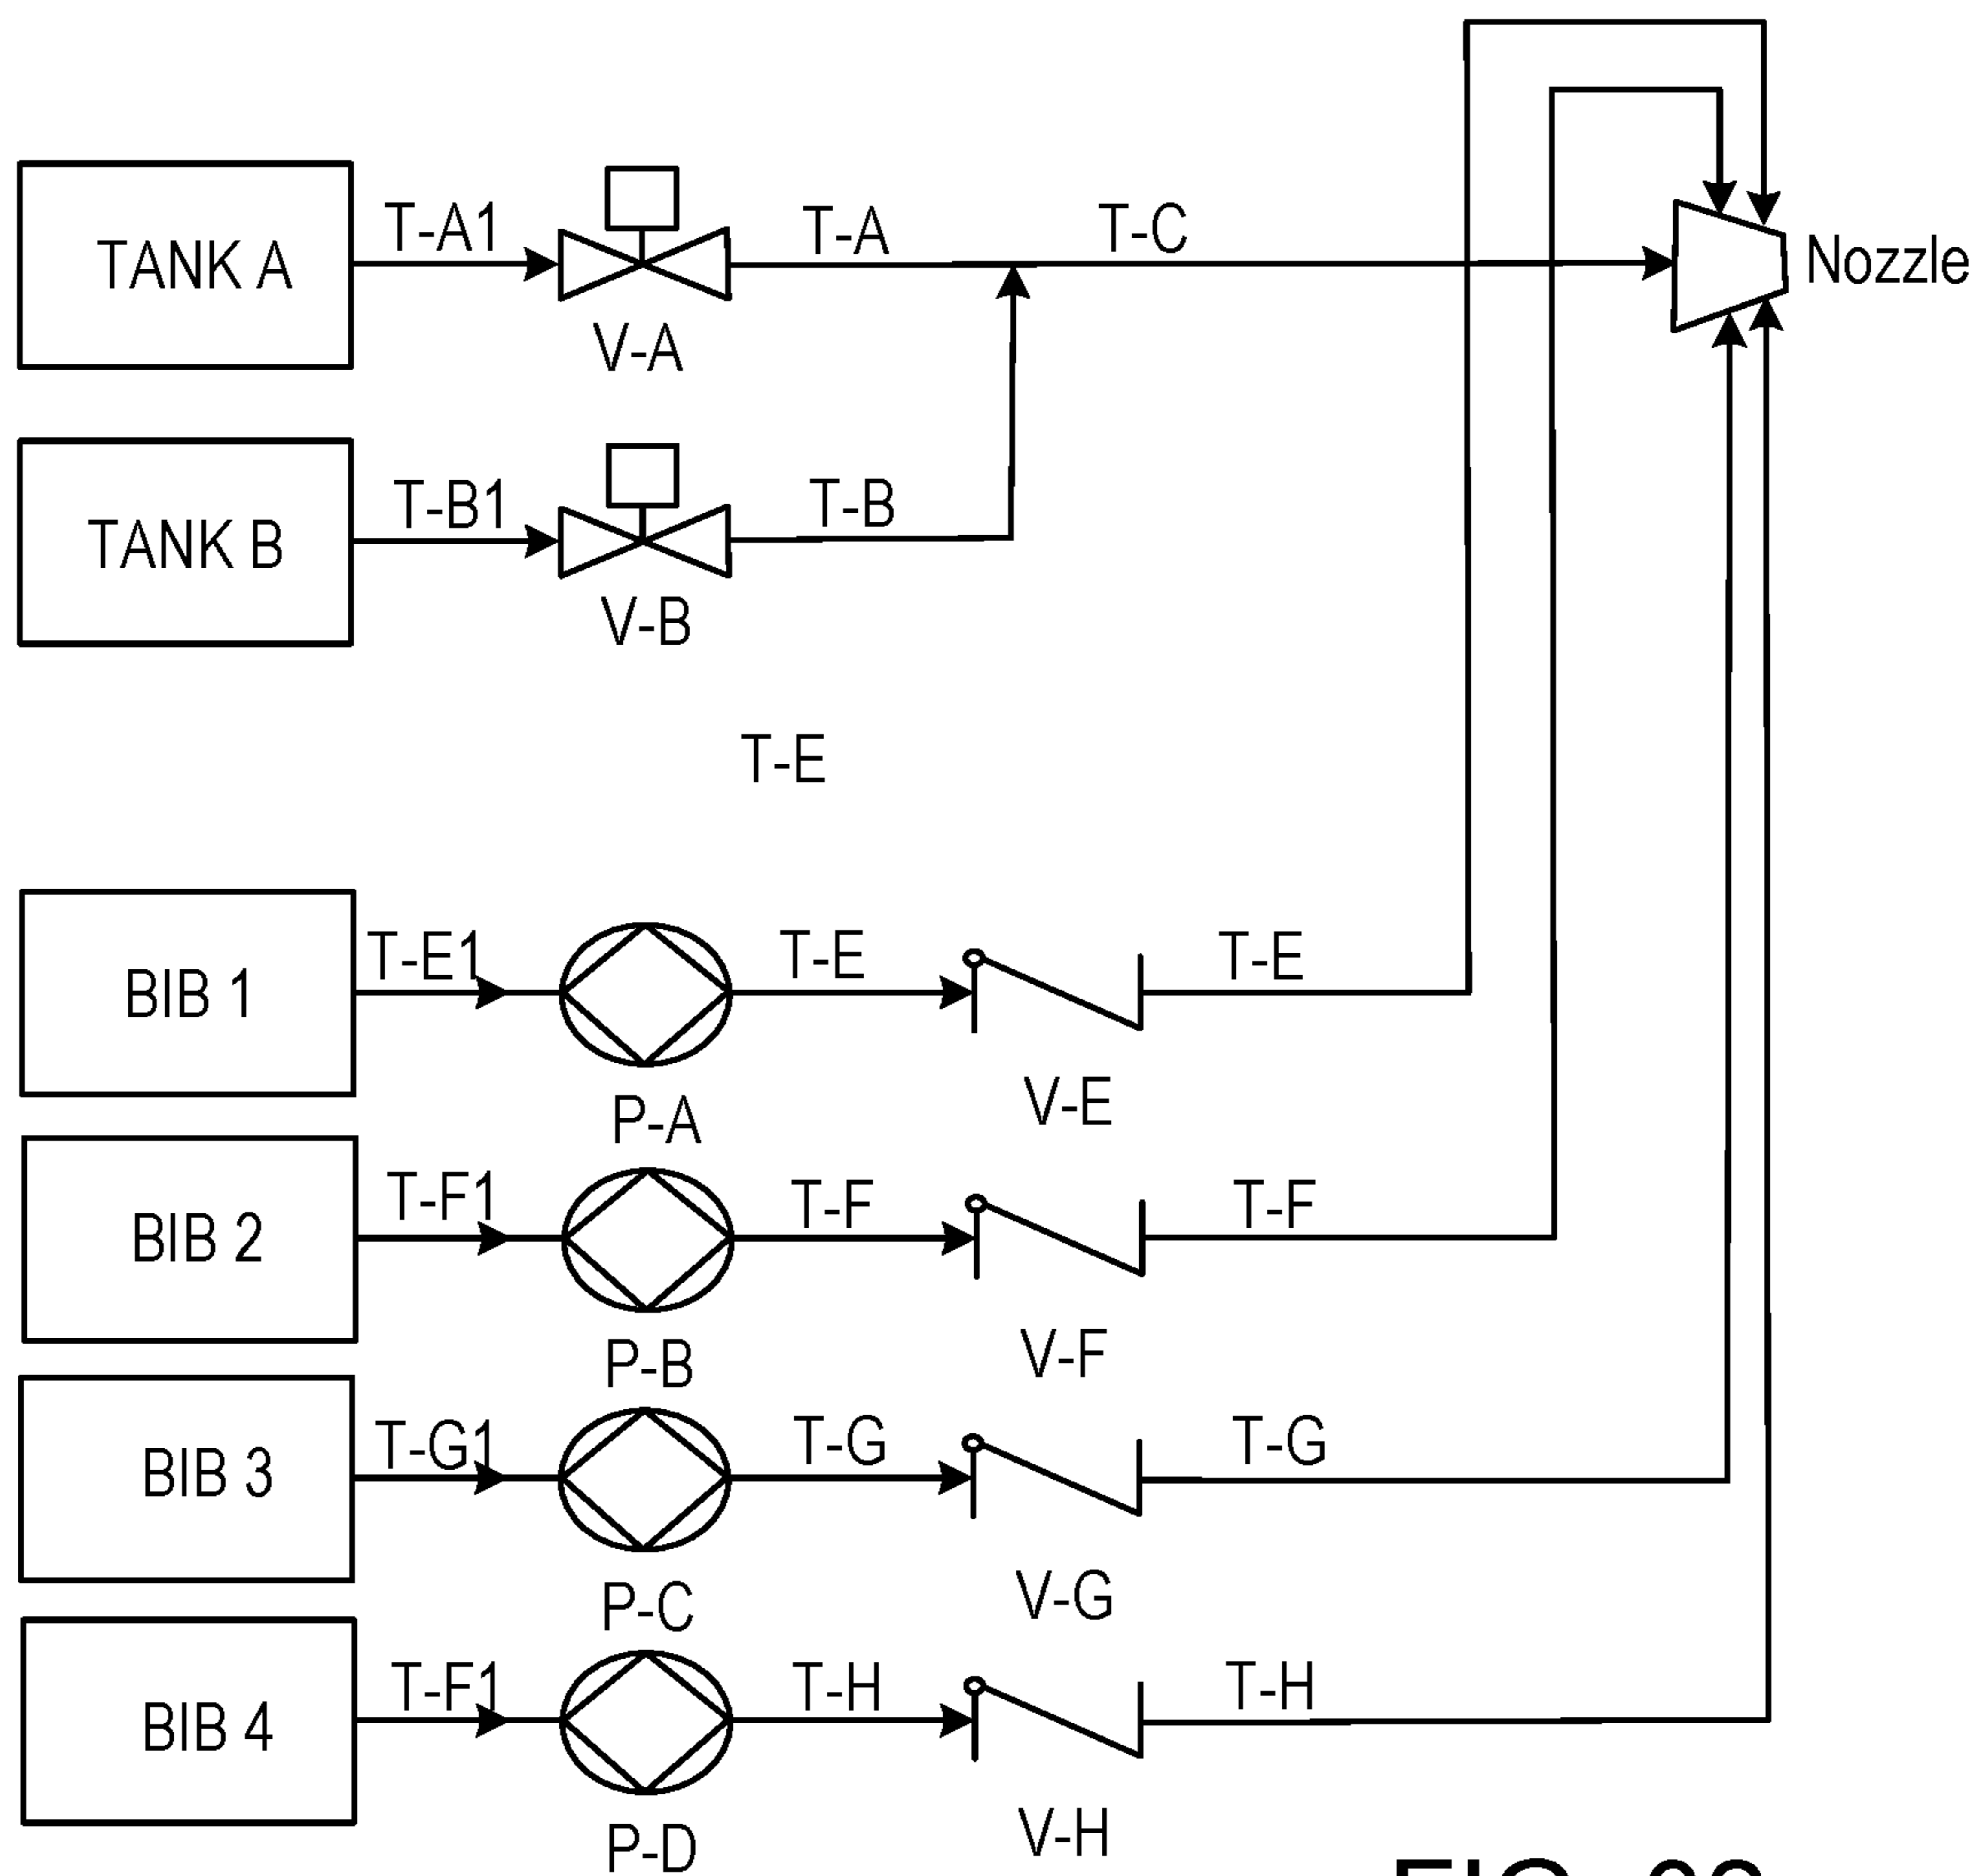 T-A1
T-A
T-C
TANK A
Nozzle
V-A
T-B1
T-B
TANK B
V-B
T-E
T-E1
T-E
T-E
BIB 1
V-E
P-A
T-F1
T-F
T-F
BIB 2
V-F
P-B
T-G1
T-G
T-G
BIB 3
V-G
P-C
T-F1
T-H
T-H
BIB 4
V-H
P-D